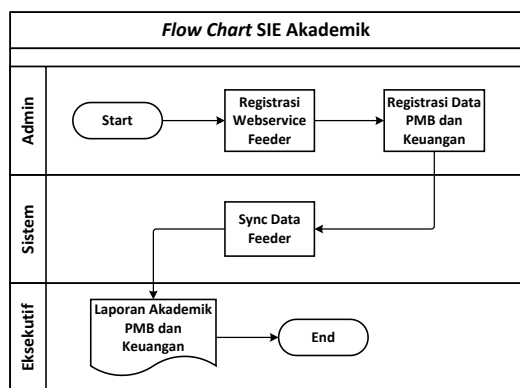 Flow Chart SIE Akademik
Admin
Start
Registrasi
Webservice
Feeder
Registrasi Data
PMB dan
Keuangan
Sistem
Sync Data
Feeder
Eksekutif
Laporan Akademik
PMB dan
Keuangan
End